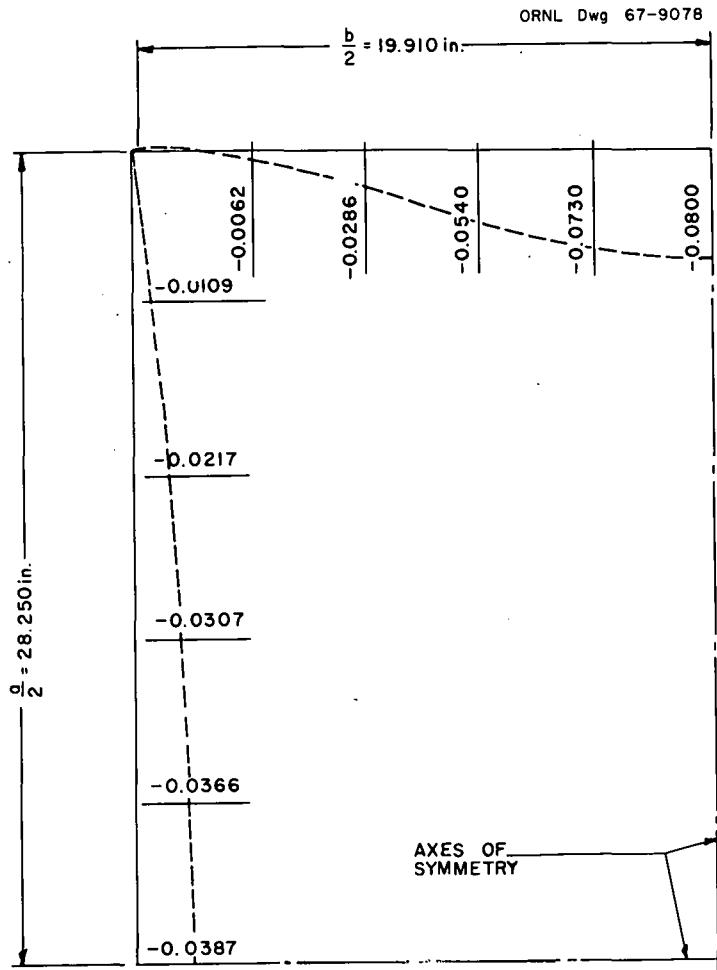 ORNL Dwg 67-9078
b/2 = 19.910 in.
-0.0062
-0.0286
-0.0540
-0.0730
-0.0800
-0.0109
-0.0217
-0.0307
a/2 = 28.250 in.
-0.0366
AXES OF
SYMMETRY
-0.0387